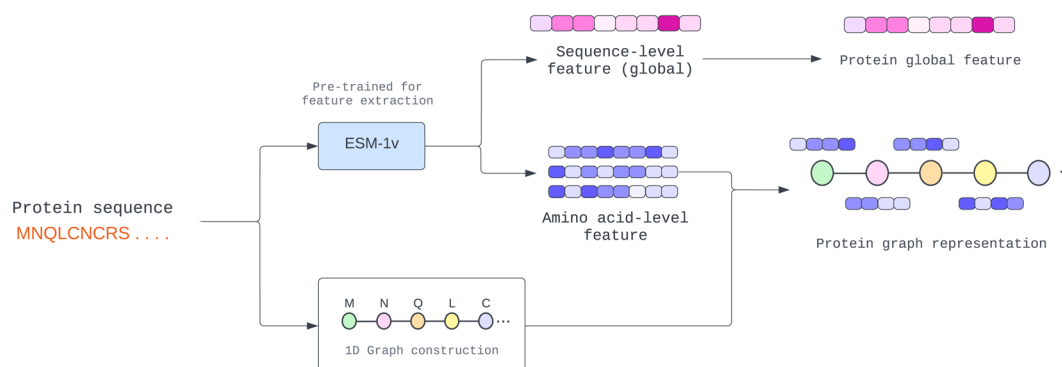 Sequence-level
feature (global)
Protein global feature
Pre-trained for
feature extraction
ESM-1v
Amino acid-level
feature
Protein graph representation
Protein sequence
MNQLCNCRS . . . .
M N Q L C
...
1D Graph construction